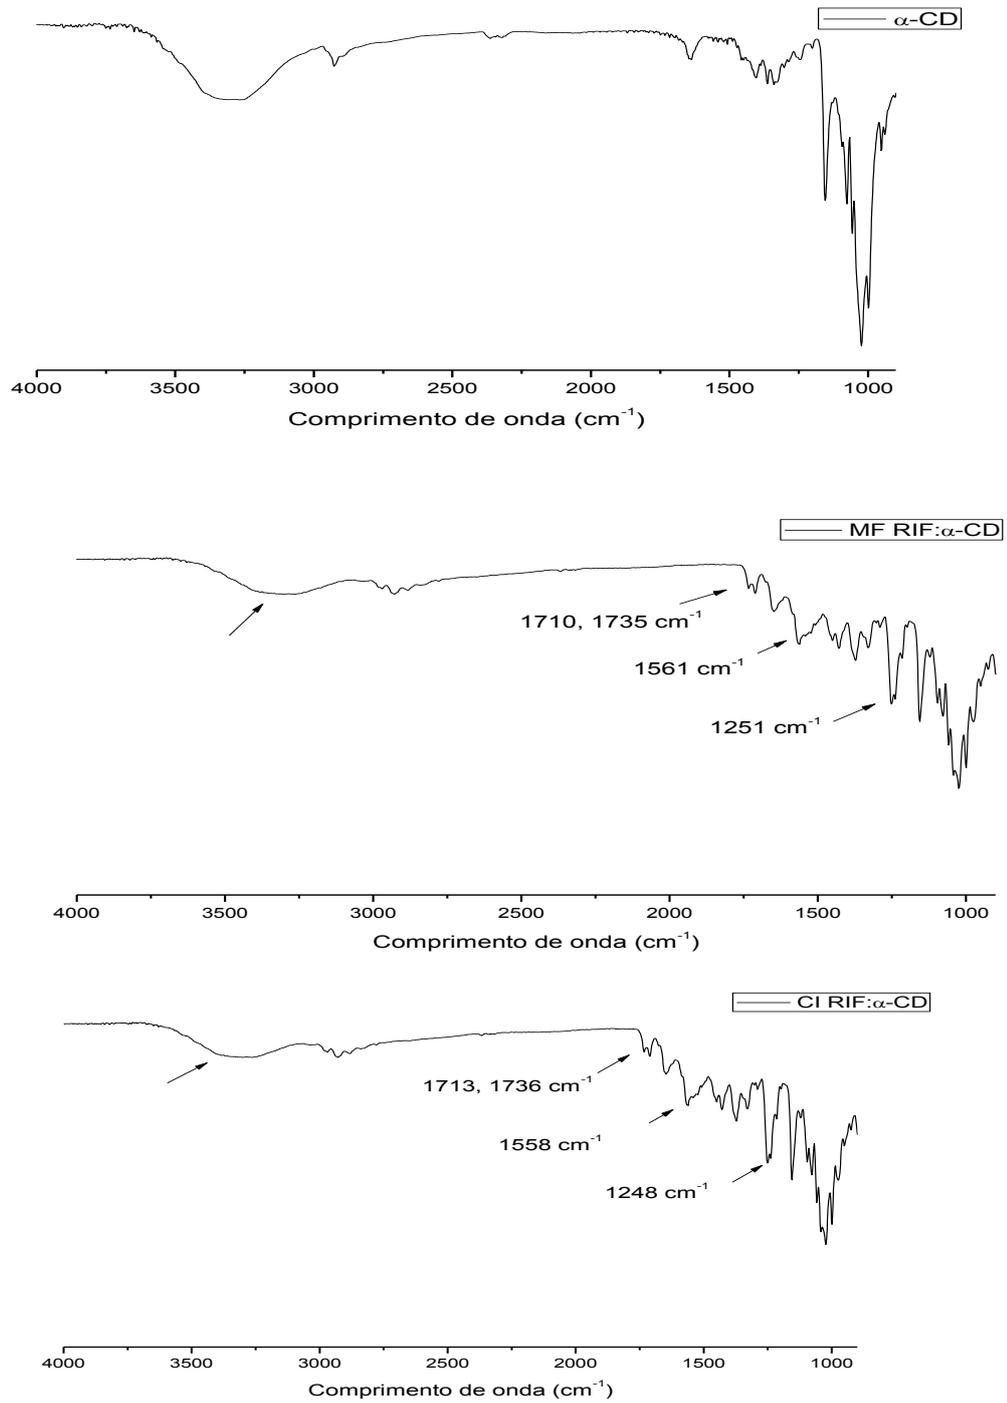 α-CD
4000 3500 3000 2500 2000 1500 1000
Comprimento de onda (cm⁻¹)
MF RIF:α-CD
1710, 1735 cm⁻¹
1561 cm⁻¹
1251 cm⁻¹
4000 3500 3000 2500 2000 1500 1000
Comprimento de onda (cm⁻¹)
CI RIF:α-CD
1713, 1736 cm⁻¹
1558 cm⁻¹
1248 cm⁻¹
4000 3500 3000 2500 2000 1500 1000
Comprimento de onda (cm⁻¹)